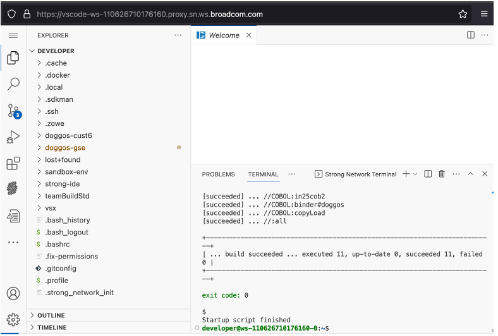 https://vscode-ws-110626710176160.proxy.sn.ws.broadcom.com
EXPLORER
DEVELOPER
.cache
.docker
.local
.sdkman
.ssh
.zowe
doggos-cust6
doggos-gse
lost+found
sandbox-env
strong-ide
teamBuildStd
vsx
.bash_history
$ .bash_logout
$ .bashrc
.fix-permissions
.gitconfig
$ .profile
.strong_network_init
OUTLINE
TIMELINE
3
Welcome
PROBLEMS TERMINAL ... Strong Network Terminal
[succeeded] ... //COBOL:in25cob2
[succeeded] ... //COBOL:binder#doggos
[succeeded] ... //COBOL:copyLoad
[succeeded] ... //:all
| ... build succeeded ... executed 11, up-to-date 0, succeeded 11, failed
0 |
exit code: 0
$
Startup script finished
developer@ws-110626710176160-0:~$